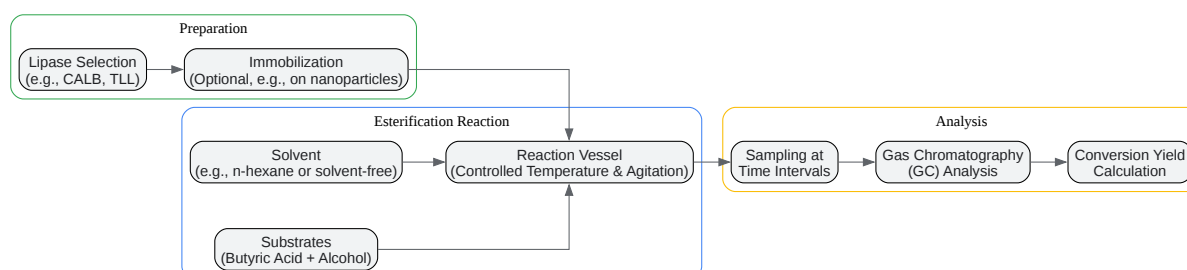 Preparation
Lipase Selection
(e.g., CALB, TLL)
Immobilization
(Optional, e.g., on nanoparticles)
Esterification Reaction
Solvent
(e.g., n-hexane or solvent-free)
Reaction Vessel
(Controlled Temperature & Agitation)
Substrates
(Butyric Acid + Alcohol)
Analysis
Sampling at
Time Intervals
Gas Chromatography
(GC) Analysis
Conversion Yield
Calculation